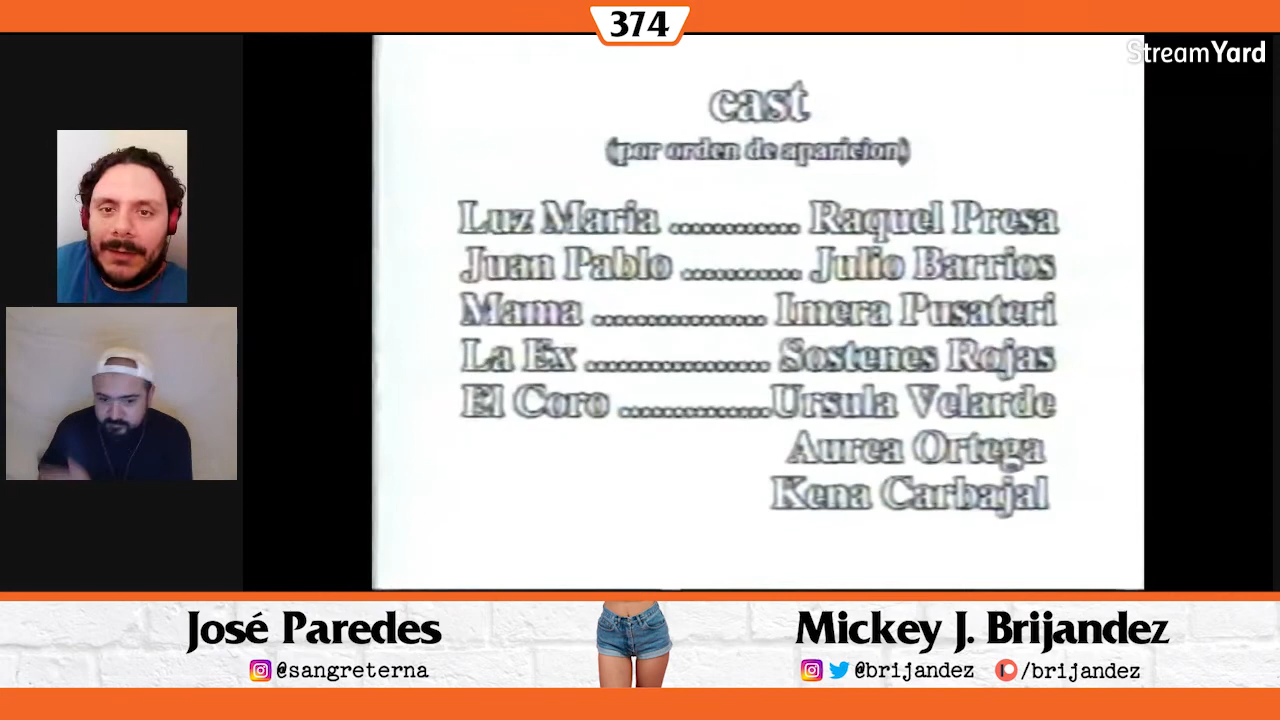 374
StreamYard
cast
(por orden de aparicion)
Luz Maria ............. Raquel Presa
Juan Pablo ............ Julio Barrios
Mama ................. Imera Pusateri
La Ex .................. Sostenes Rojas
El Coro ...............Ursula Velarde
Aurea Ortega
Kena Carbajal
José Paredes
@sangreterna
Mickey J. Brijandez
@brijandez /brijandez